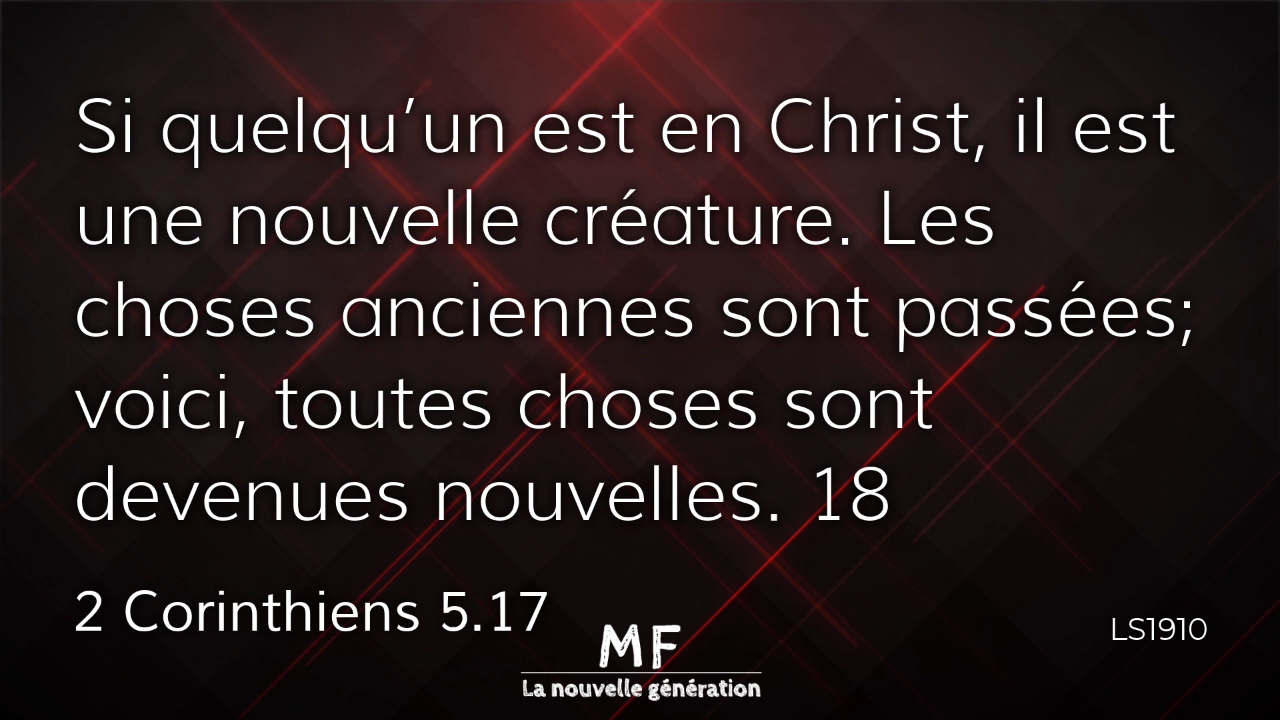 Si quelqu’un est en Christ, il est
une nouvelle créature. Les
choses anciennes sont passées;
voici, toutes choses sont
devenues nouvelles. 18
2 Corinthiens 5.17
LS1910
MF
La nouvelle génération